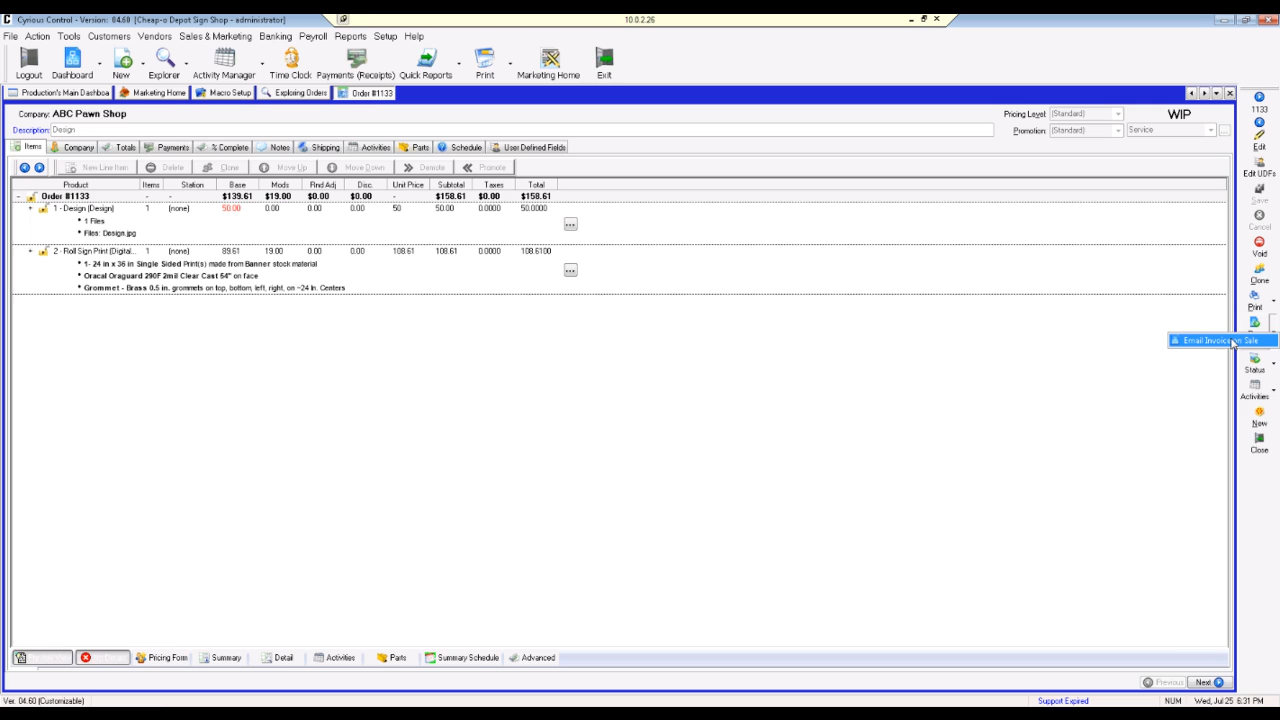 Cyrious Control - Version: 04.60 [Cheap-o Depot Sign Shop - administrator]
10.0.2.26
File Action Tools Customers Vendors Sales & Marketing Banking Payroll Reports Setup Help
Logout Dashboard New Explorer Activity Manager Time Clock Payments (Receipts) Quick Reports Print Marketing Home Exit
Production's Main Dashboa Marketing Home Macro Setup Exploring Orders Order #1133
Company: ABC Pawn Shop Pricing Level: (Standard) WIP
Description: Design Promotion: (Standard) Service
Items Company Totals Payments % Complete Notes Shipping Activities Parts Schedule User Defined Fields
New Line Item Delete Clone Move Up Move Down Demote Promote
Product Items Station Base Mods Rnd Adj Disc. Unit Price Subtotal Taxes Total
Order #1133 - - $139.61 $19.00 $0.00 $0.00 - $158.61 $0.00 $158.61
1 - Design (Design) 1 (none) 50.00 0.00 0.00 0.00 50 50.00 0.0000 50.0000
• 1 Files
• Files: Design.jpg
2 - Roll Sign Print (Digital... 1 (none) 89.61 19.00 0.00 0.00 108.61 108.61 0.0000 108.6100
• 1- 24 in x 36 in Single Sided Print(s) made from Banner stock material
• Oracal Oraguard 290F 2mil Clear Cast 54" on face
• Grommet - Brass 0.5 in. grommets on top, bottom, left, right, on ~24 In. Centers
1133
Edit
Edit UDFs
Save
Cancel
Void
Clone
Print
Email Invoice on Sale
Status
Activities
New
Close
Pricing Form Summary Detail Activities Parts Summary Schedule Advanced
Previous Next
Ver. 04.60 (Customizable) Support Expired NUM Wed, Jul 25 6:31 PM